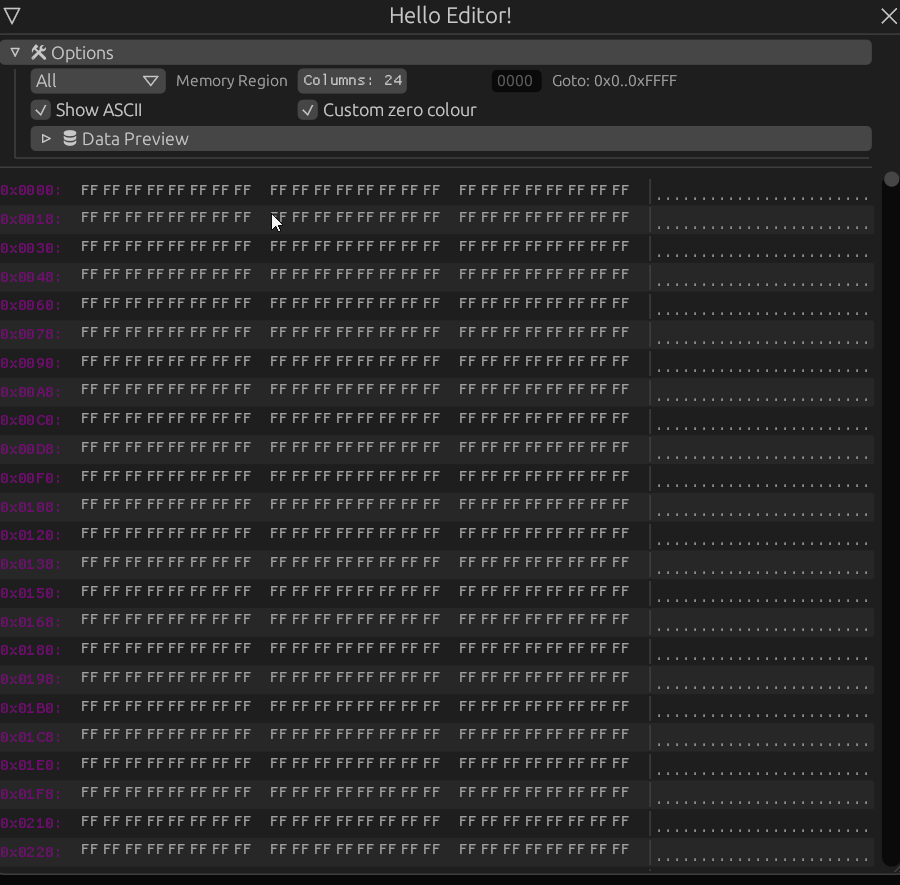 Hello Editor!
Options
All Memory Region Columns: 24 0000 Goto: 0x0..0xFFFF
Show ASCII Custom zero colour
Data Preview
0x0000: FF FF FF FF FF FF FF FF FF FF FF FF FF FF FF FF FF FF FF FF FF FF FF FF ........................
0x0018: FF FF FF FF FF FF FF FF FF FF FF FF FF FF FF FF FF FF FF FF FF FF FF FF ........................
0x0030: FF FF FF FF FF FF FF FF FF FF FF FF FF FF FF FF FF FF FF FF FF FF FF FF ........................
0x0048: FF FF FF FF FF FF FF FF FF FF FF FF FF FF FF FF FF FF FF FF FF FF FF FF ........................
0x0060: FF FF FF FF FF FF FF FF FF FF FF FF FF FF FF FF FF FF FF FF FF FF FF FF ........................
0x0078: FF FF FF FF FF FF FF FF FF FF FF FF FF FF FF FF FF FF FF FF FF FF FF FF ........................
0x0090: FF FF FF FF FF FF FF FF FF FF FF FF FF FF FF FF FF FF FF FF FF FF FF FF ........................
0x00A8: FF FF FF FF FF FF FF FF FF FF FF FF FF FF FF FF FF FF FF FF FF FF FF FF ........................
0x00C0: FF FF FF FF FF FF FF FF FF FF FF FF FF FF FF FF FF FF FF FF FF FF FF FF ........................
0x00D8: FF FF FF FF FF FF FF FF FF FF FF FF FF FF FF FF FF FF FF FF FF FF FF FF ........................
0x00F0: FF FF FF FF FF FF FF FF FF FF FF FF FF FF FF FF FF FF FF FF FF FF FF FF ........................
0x0108: FF FF FF FF FF FF FF FF FF FF FF FF FF FF FF FF FF FF FF FF FF FF FF FF ........................
0x0120: FF FF FF FF FF FF FF FF FF FF FF FF FF FF FF FF FF FF FF FF FF FF FF FF ........................
0x0138: FF FF FF FF FF FF FF FF FF FF FF FF FF FF FF FF FF FF FF FF FF FF FF FF ........................
0x0150: FF FF FF FF FF FF FF FF FF FF FF FF FF FF FF FF FF FF FF FF FF FF FF FF ........................
0x0168: FF FF FF FF FF FF FF FF FF FF FF FF FF FF FF FF FF FF FF FF FF FF FF FF ........................
0x0180: FF FF FF FF FF FF FF FF FF FF FF FF FF FF FF FF FF FF FF FF FF FF FF FF ........................
0x0198: FF FF FF FF FF FF FF FF FF FF FF FF FF FF FF FF FF FF FF FF FF FF FF FF ........................
0x01B0: FF FF FF FF FF FF FF FF FF FF FF FF FF FF FF FF FF FF FF FF FF FF FF FF ........................
0x01C8: FF FF FF FF FF FF FF FF FF FF FF FF FF FF FF FF FF FF FF FF FF FF FF FF ........................
0x01E0: FF FF FF FF FF FF FF FF FF FF FF FF FF FF FF FF FF FF FF FF FF FF FF FF ........................
0x01F8: FF FF FF FF FF FF FF FF FF FF FF FF FF FF FF FF FF FF FF FF FF FF FF FF ........................
0x0210: FF FF FF FF FF FF FF FF FF FF FF FF FF FF FF FF FF FF FF FF FF FF FF FF ........................
0x0228: FF FF FF FF FF FF FF FF FF FF FF FF FF FF FF FF FF FF FF FF FF FF FF FF ........................